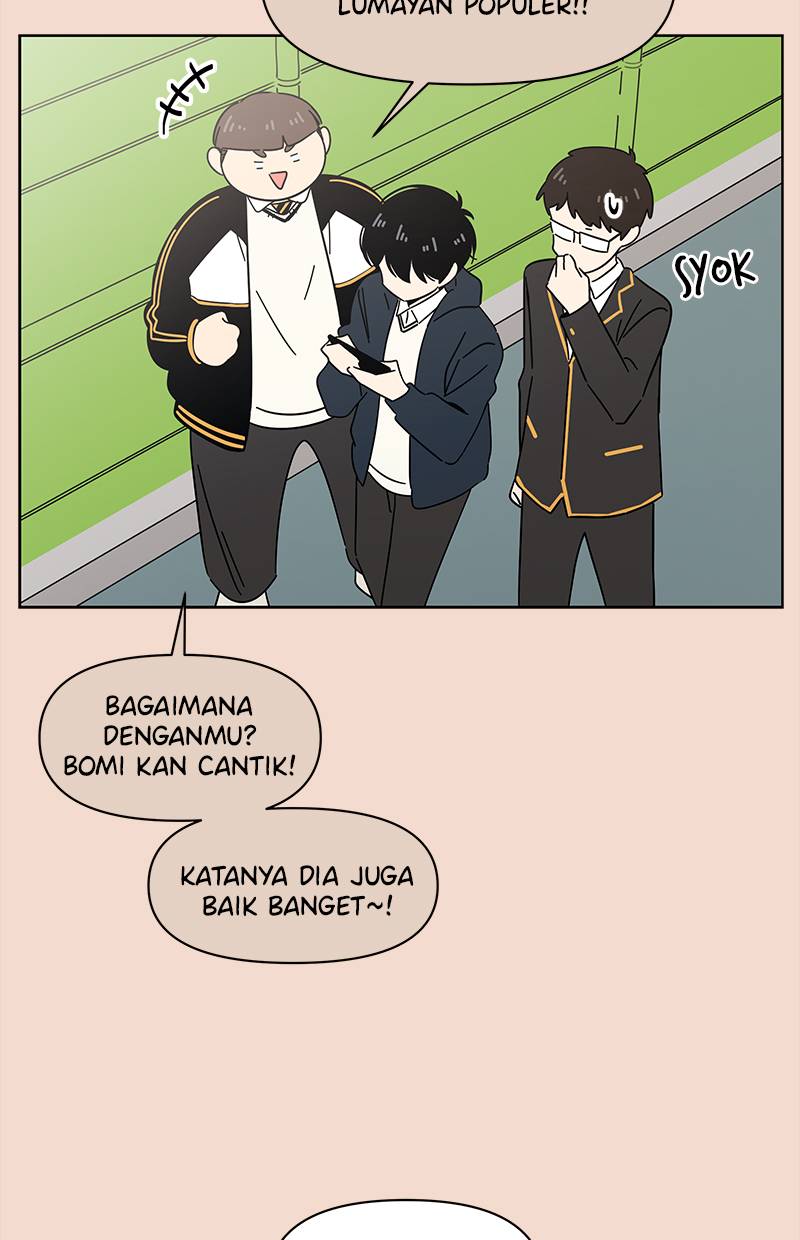 LUMAYAN POPULER!!
SYOK
BAGAIMANA
DENGANMU?
BOMI KAN CANTIK!
KATANYA DIA JUGA
BAIK BANGET~!